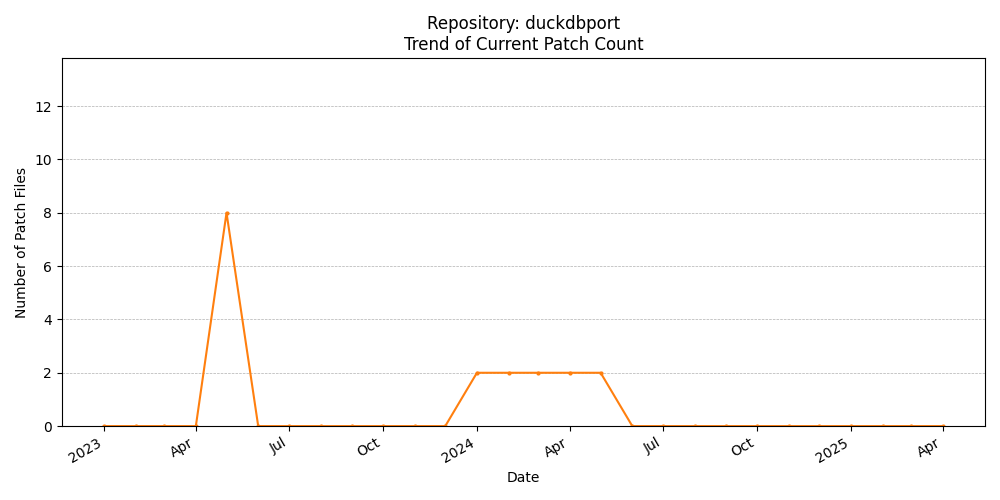 Repository: duckdbport
Trend of Current Patch Count
12
10
8
6
4
2
0
Number of Patch Files
2023
Apr
Jul
Oct
2024
Apr
Jul
Oct
2025
Apr
Date